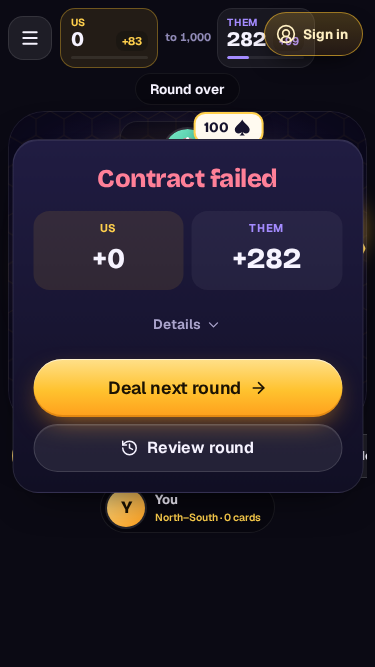 US
0
+83
to 1,000
THEM
282
Sign in
Round over
100
Contract failed
US
+0
THEM
+282
Details
Deal next round
Review round
Y
You
North–South · 0 cards